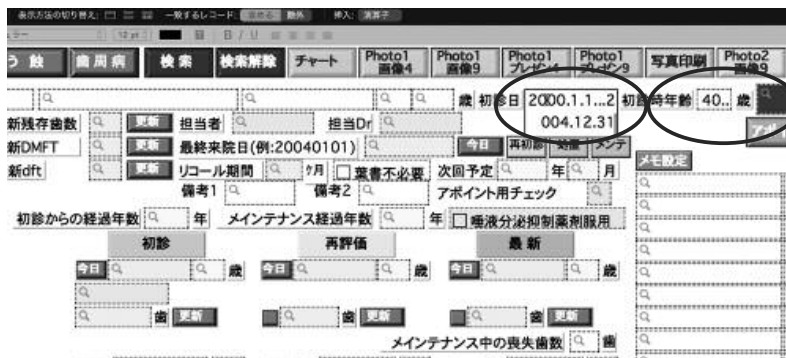 表示方法の切り替え: 一致するレコード: 含める 除外 挿入: 演算子
ラー 12 pt B I U
う蝕 歯周病 検索 検索解除 チャート Photo1 画像4 Photo1 画像9 Photo1 プレゼン4 Photo1 プレゼン9 写真印刷 Photo2 画像9
歳 初診日 2000.1.1...2 初診時年齢 40.. 歳
004.12.31
新残存歯数 更新 担当者 担当Dr
新DMFT 更新 最終来院日(例:20040101) 今日 再初診 処置 メンテ
新dft 更新 リコール期間 ヶ月 葉書不必要 次回予定 年 月 メモ設定
備考1 備考2 アポイント用チェック
初診からの経過年数 年 メインテナンス経過年数 年 唾液分泌抑制薬剤服用
初診 再評価 最新
今日 歳 今日 歳 今日 歳
歯 更新 歯 更新 歯 更新
メインテナンス中の喪失歯数 歯